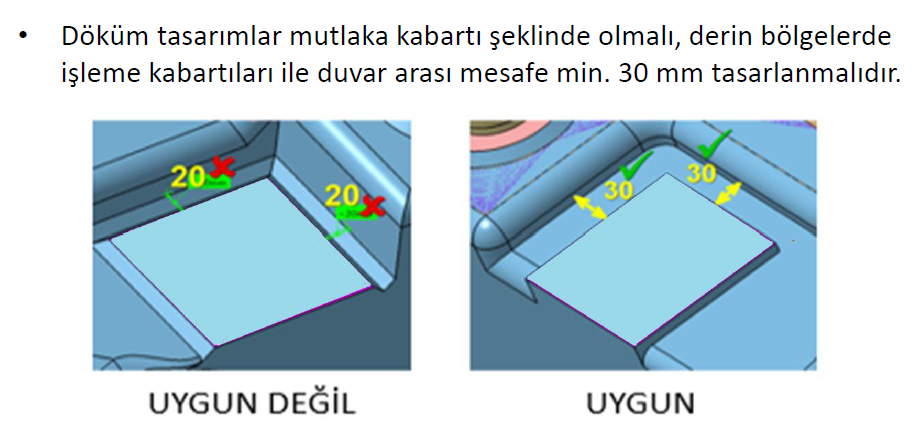 • Döküm tasarımlar mutlaka kabartı şeklinde olmalı, derin bölgelerde
işleme kabartıları ile duvar arası mesafe min. 30 mm tasarlanmalıdır.
20
20
30
30
UYGUN DEĞİL
UYGUN